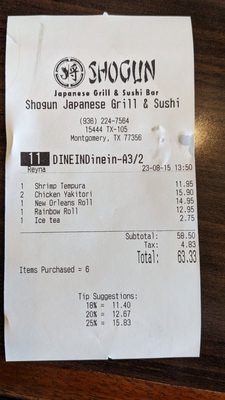 SHOGUN
Japanese Grill & Sushi Bar
Shogun Japanese Grill & Sushi
(936) 224-7564
15444 TX-105
Montgomery, TX 77356
11 DINEINDinein-A3/2
Reyna 23-08-15 13:50
1 Shrimp Tempura 11.95
2 Chicken Yakitori 15.90
1 New Orleans Roll 14.95
1 Rainbow Roll 12.95
1 Ice tea 2.75
Subtotal: 58.50
Tax: 4.83
Total: 63.33
Items Purchased = 6
Tip Suggestions:
18% = 11.40
20% = 12.67
25% = 15.83